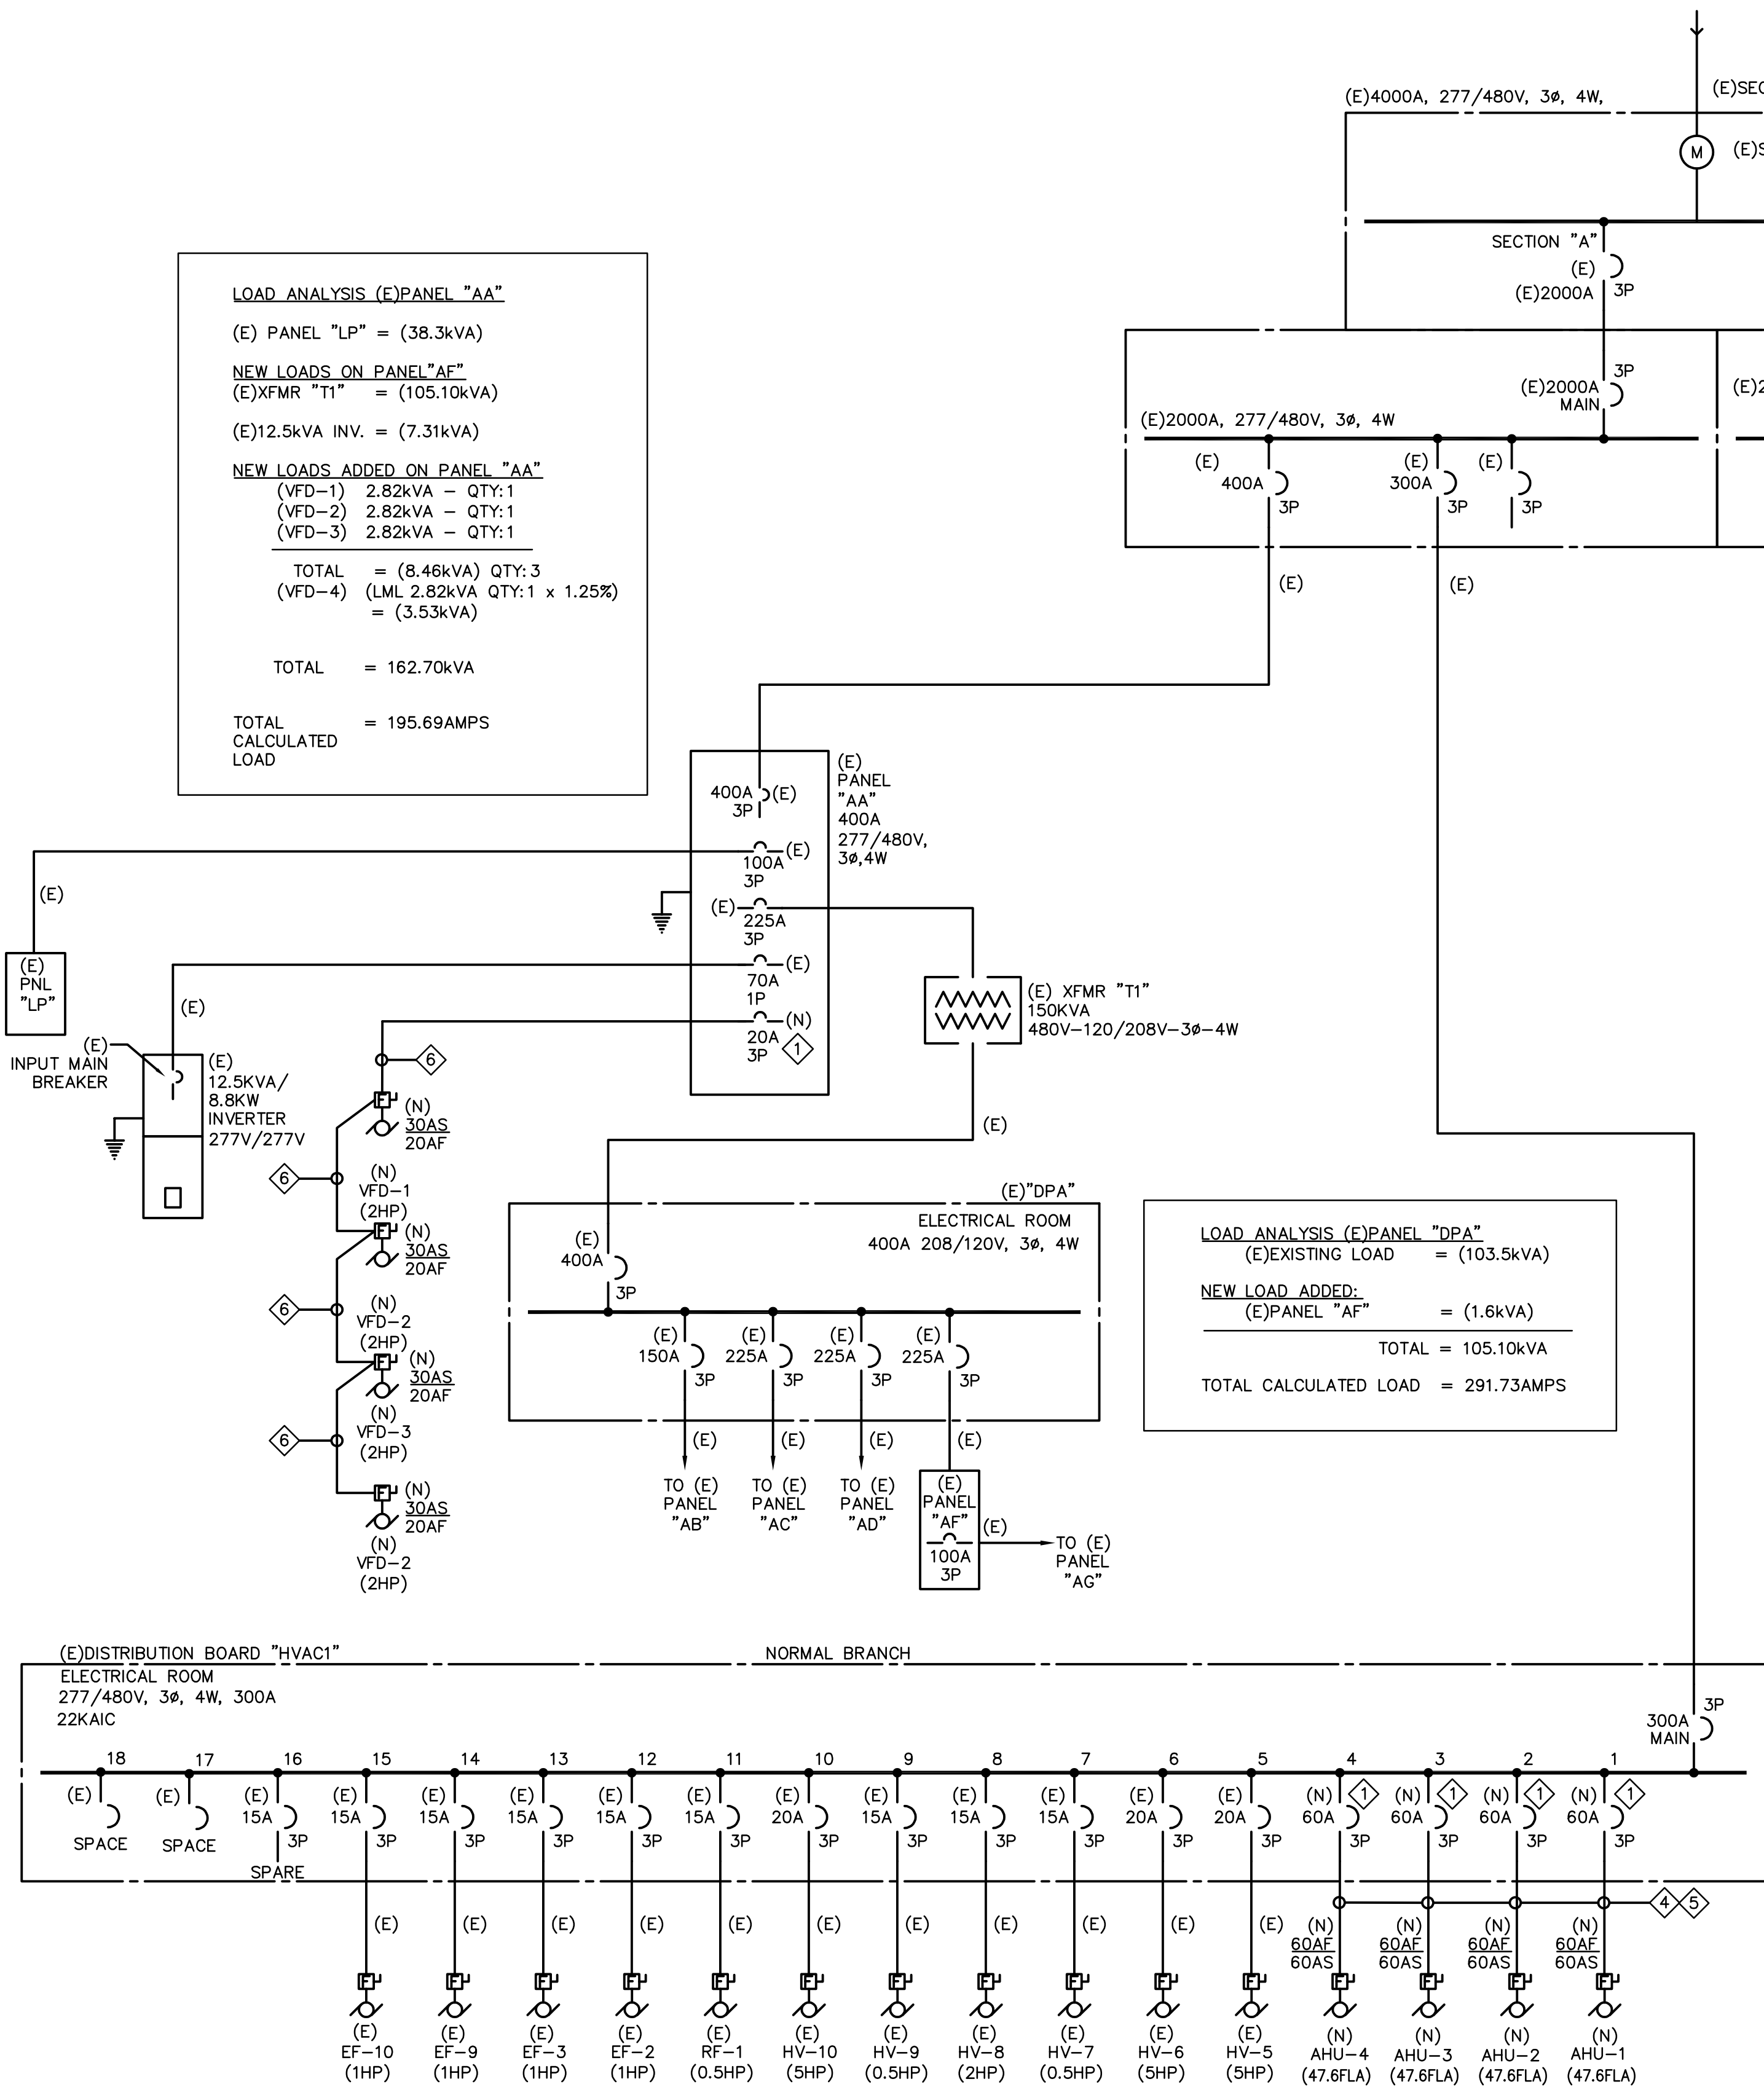 (E)4000A, 277/480V, 3ø, 4W,
(E)SEC
M
(E)S
SECTION "A"
(E)
(E)2000A
3P
3P
(E)2000A
MAIN
(E)2
(E)2000A, 277/480V, 3ø, 4W
(E)
400A
3P
(E)
300A
3P
(E)
3P
(E)
(E)
LOAD ANALYSIS (E)PANEL "AA"
(E) PANEL "LP" = (38.3kVA)
NEW LOADS ON PANEL"AF"
(E)XFMR "T1" = (105.10kVA)
(E)12.5kVA INV. = (7.31kVA)
NEW LOADS ADDED ON PANEL "AA"
(VFD-1) 2.82kVA - QTY:1
(VFD-2) 2.82kVA - QTY:1
(VFD-3) 2.82kVA - QTY:1
TOTAL = (8.46kVA) QTY:3
(VFD-4) (LML 2.82kVA QTY:1 x 1.25%)
= (3.53kVA)
TOTAL = 162.70kVA
TOTAL = 195.69AMPS
CALCULATED
LOAD
(E)
PANEL
"AA"
400A
277/480V,
3ø,4W
400A (E)
3P
(E)
100A
3P
(E)
225A
3P
(E)
70A
1P
(N)
20A
3P
1
(E)
(E)
PNL
"LP"
(E)
(E)
INPUT MAIN
BREAKER
(E)
12.5KVA/
8.8KW
INVERTER
277V/277V
(E) XFMR "T1"
150KVA
480V-120/208V-3ø-4W
(E)
6
(N)
30AS
20AF
6
(N)
VFD-1
(2HP)
(N)
30AS
20AF
6
(N)
VFD-2
(2HP)
(N)
30AS
20AF
(N)
VFD-3
(2HP)
6
(N)
30AS
20AF
(N)
VFD-2
(2HP)
(E)"DPA"
ELECTRICAL ROOM
400A 208/120V, 3ø, 4W
(E)
400A
3P
(E)
150A
3P
(E)
225A
3P
(E)
225A
3P
(E)
225A
3P
(E)
(E)
(E)
(E)
TO (E)
PANEL
"AB"
TO (E)
PANEL
"AC"
TO (E)
PANEL
"AD"
(E)
PANEL
"AF"
100A
3P
(E)
TO (E)
PANEL
"AG"
LOAD ANALYSIS (E)PANEL "DPA"
(E)EXISTING LOAD = (103.5kVA)
NEW LOAD ADDED:
(E)PANEL "AF" = (1.6kVA)
TOTAL = 105.10kVA
TOTAL CALCULATED LOAD = 291.73AMPS
(E)DISTRIBUTION BOARD "HVAC1"
NORMAL BRANCH
ELECTRICAL ROOM
277/480V, 3ø, 4W, 300A
22KAIC
3P
300A
MAIN
18 17 16 15 14 13 12 11 10 9 8 7 6 5 4 3 2 1
(E) (E) (E) (E) (E) (E) (E) (E) (E) (E) (E) (E) (E) (E) (N) 1 (N) 1 (N) 1 (N) 1
15A 15A 15A 15A 15A 15A 20A 15A 15A 15A 20A 20A 60A 60A 60A 60A
3P 3P 3P 3P 3P 3P 3P 3P 3P 3P 3P 3P 3P 3P 3P 3P
SPACE SPACE
SPARE
4 5
(E) (E) (E) (E) (E) (E) (E) (E) (E) (E) (E) (N) (N) (N) (N)
60AF 60AF 60AF 60AF
60AS 60AS 60AS 60AS
(E)
EF-10
(1HP)
(E)
EF-9
(1HP)
(E)
EF-3
(1HP)
(E)
EF-2
(1HP)
(E)
RF-1
(0.5HP)
(E)
HV-10
(5HP)
(E)
HV-9
(0.5HP)
(E)
HV-8
(2HP)
(E)
HV-7
(0.5HP)
(E)
HV-6
(5HP)
(E)
HV-5
(5HP)
(N)
AHU-4
(47.6FLA)
(N)
AHU-3
(47.6FLA)
(N)
AHU-2
(47.6FLA)
(N)
AHU-1
(47.6FLA)